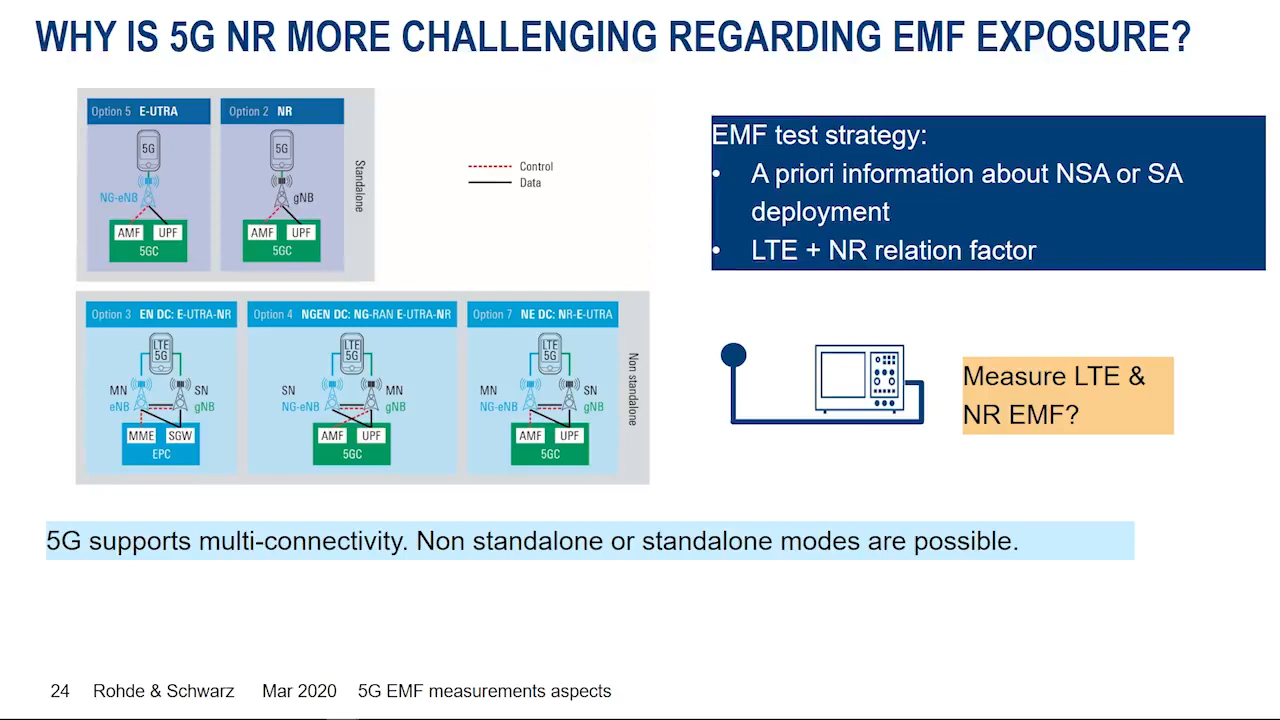 WHY IS 5G NR MORE CHALLENGING REGARDING EMF EXPOSURE?
Option 5 E-UTRA
5G
NG-eNB
AMF UPF
5GC
Option 2 NR
5G
gNB
AMF UPF
5GC
Standalone
Control
Data
Option 3 EN DC: E-UTRA-NR
LTE
5G
MN
eNB
SN
gNB
MME SGW
EPC
Option 4 NGEN DC: NG-RAN E-UTRA-NR
LTE
5G
SN
NG-eNB
MN
gNB
AMF UPF
5GC
Option 7 NE DC: NR-E-UTRA
LTE
5G
MN
NG-eNB
SN
gNB
AMF UPF
5GC
Non standalone
EMF test strategy:
• A priori information about NSA or SA
deployment
• LTE + NR relation factor
Measure LTE &
NR EMF?
5G supports multi-connectivity. Non standalone or standalone modes are possible.
24 Rohde & Schwarz Mar 2020 5G EMF measurements aspects